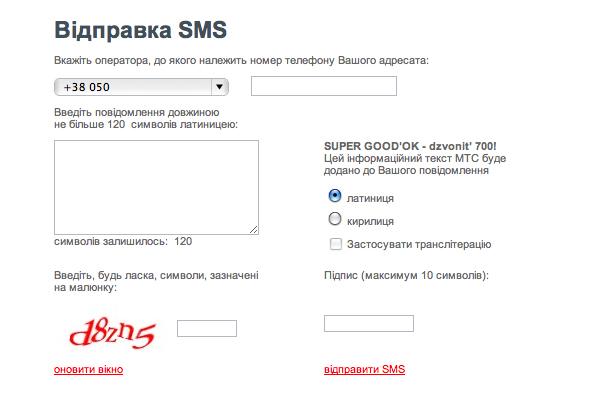 Відправка SMS
Вкажіть оператора, до якого належить номер телефону Вашого адресата:
+38 050
Введіть повідомлення довжиною
не більше 120 символів латиницею:
символів залишилось: 120
SUPER GOOD'OK - dzvonit' 700!
Цей інформаційний текст МТС буде
додано до Вашого повідомлення
латиниця
кирилиця
Застосувати транслітерацію
Введіть, будь ласка, символи, зазначені
на малюнку:
d8zn5
оновити вікно
Підпис (максимум 10 символів):
відправити SMS